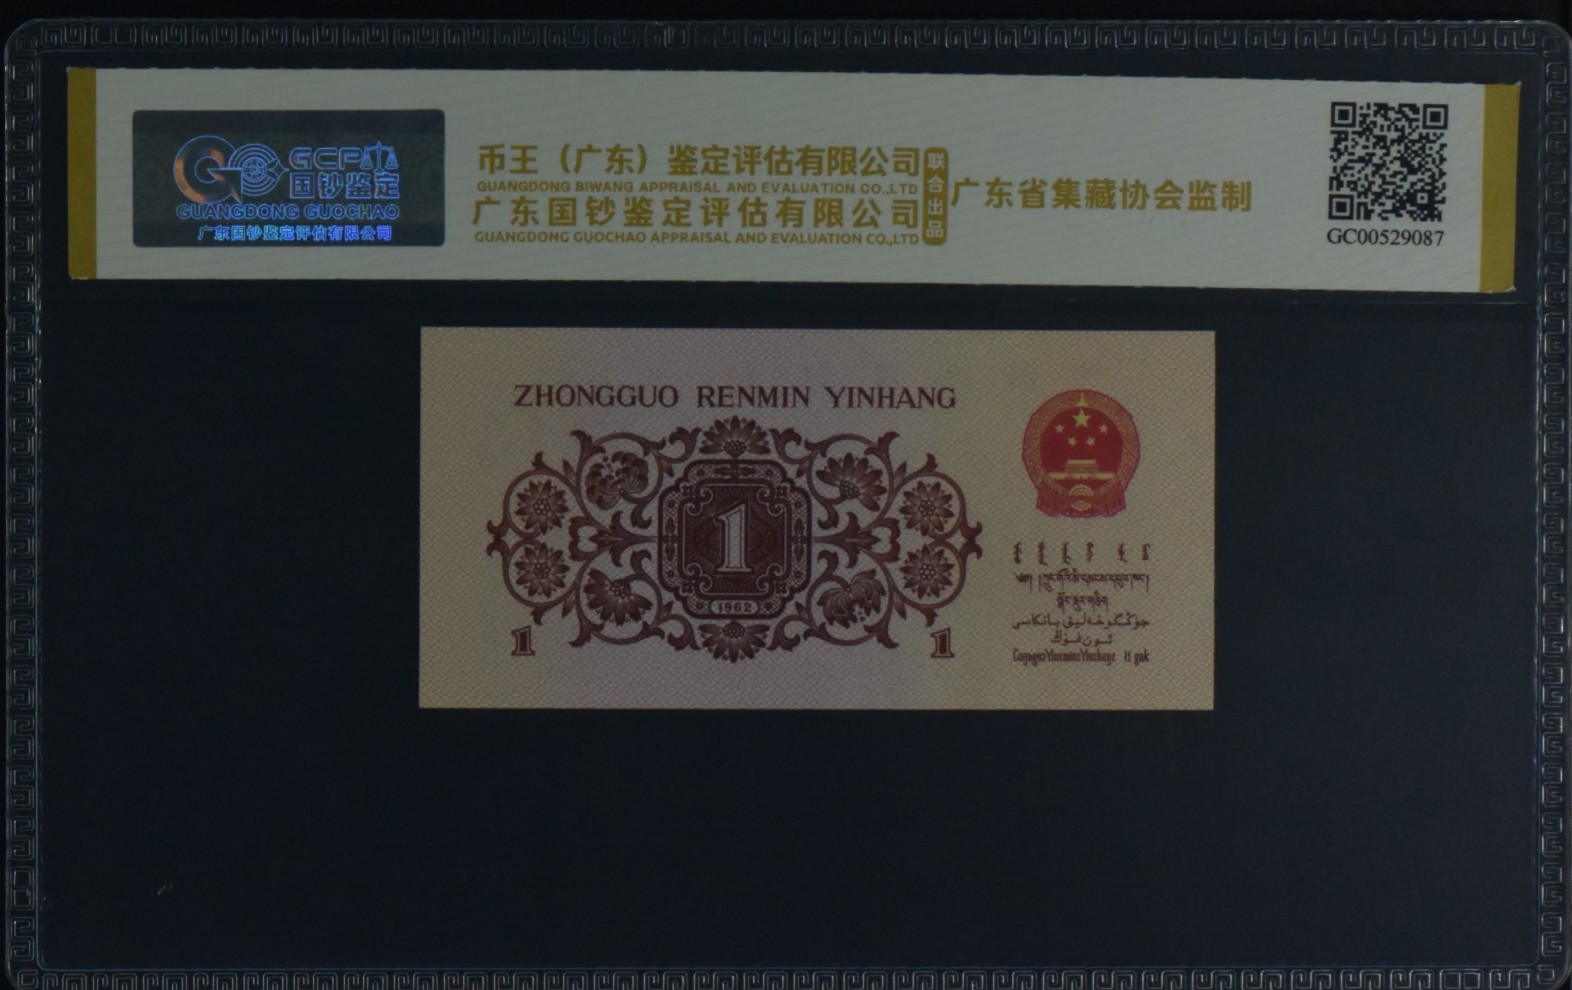 GCP
国钞鉴定
GUANGDONG GUOCHAO
广东国钞鉴定评估有限公司
币王（广东）鉴定评估有限公司
GUANGDONG BIWANG APPRAISAL AND EVALUATION CO.,LTD
广东国钞鉴定评估有限公司
GUANGDONG GUOCHAO APPRAISAL AND EVALUATION CO.,LTD
联合出品
广东省集藏协会监制
GC00529087
ZHONGGUO RENMIN YINHANG
1
1962
1
1